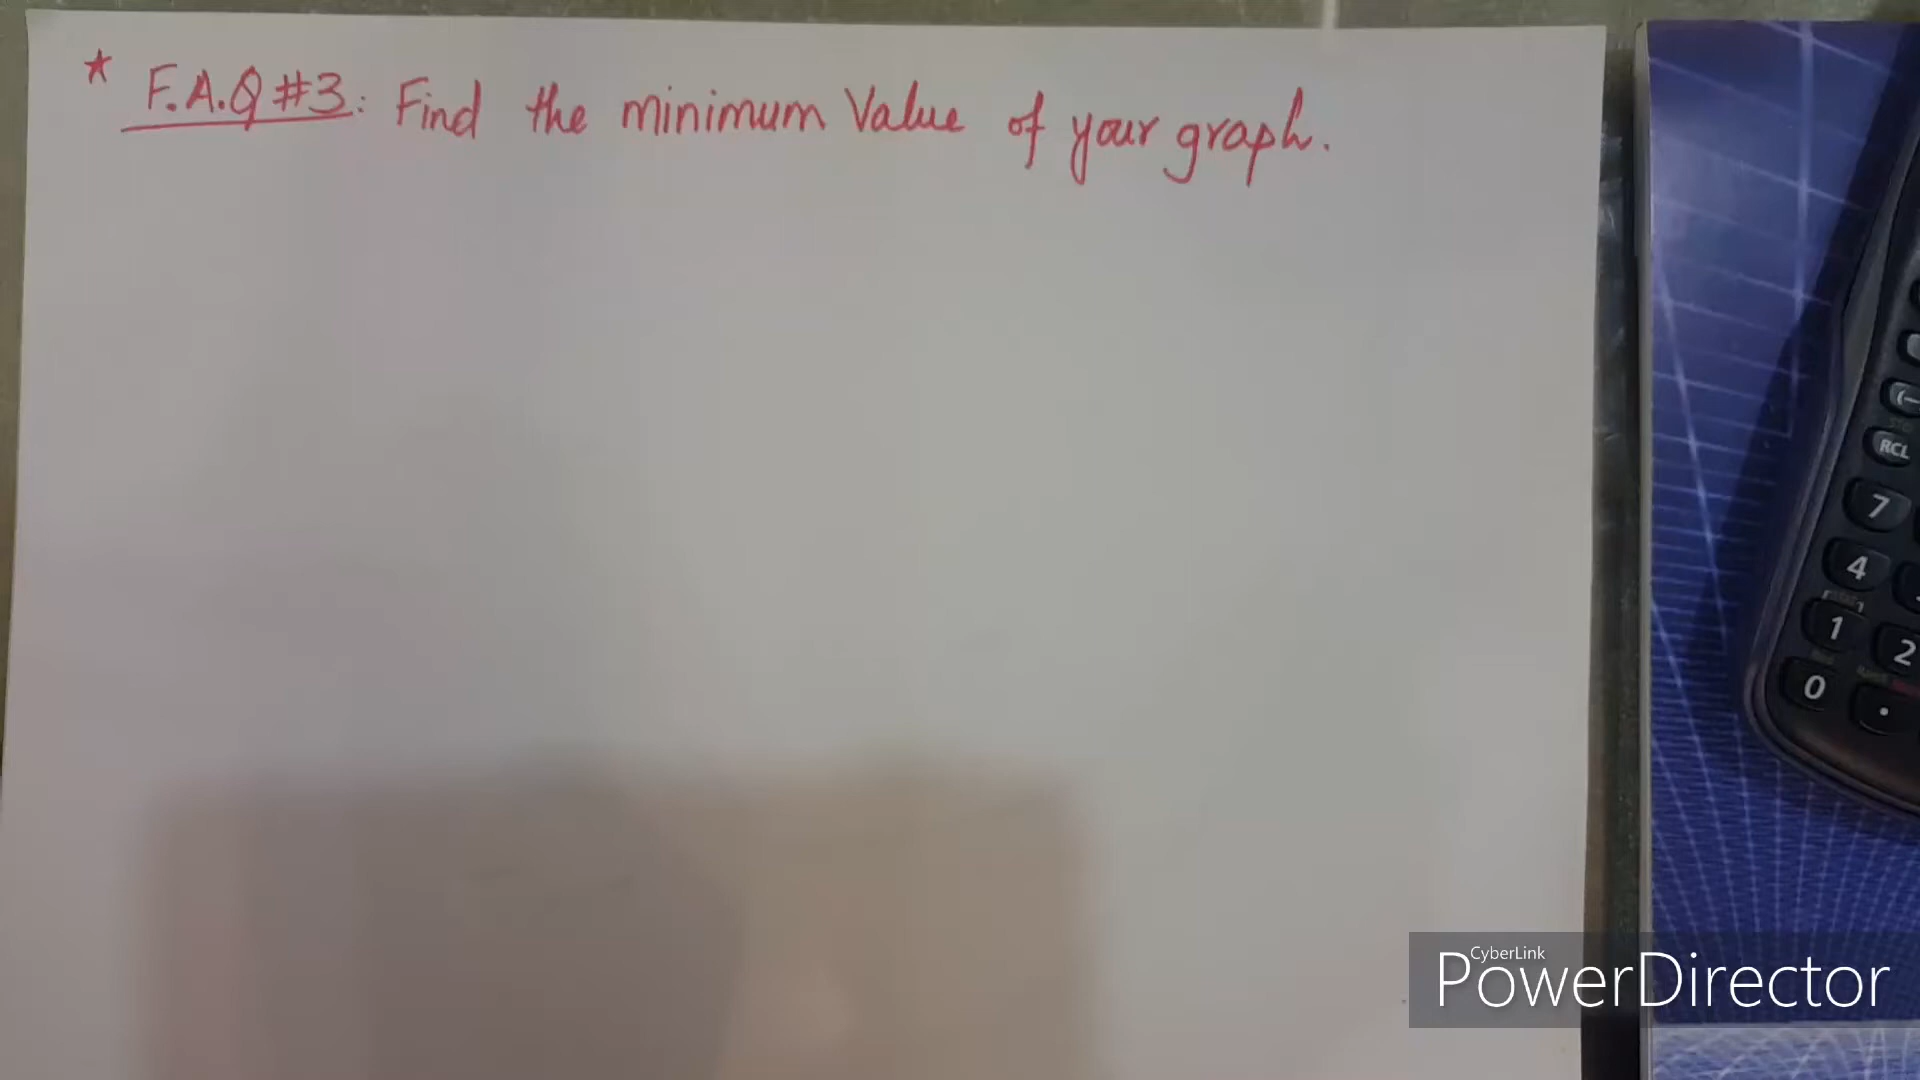 * F.A.Q #3: Find the minimum Value of your graph.
(-
RCL
7
4
1 2
0 .
CyberLink
PowerDirector